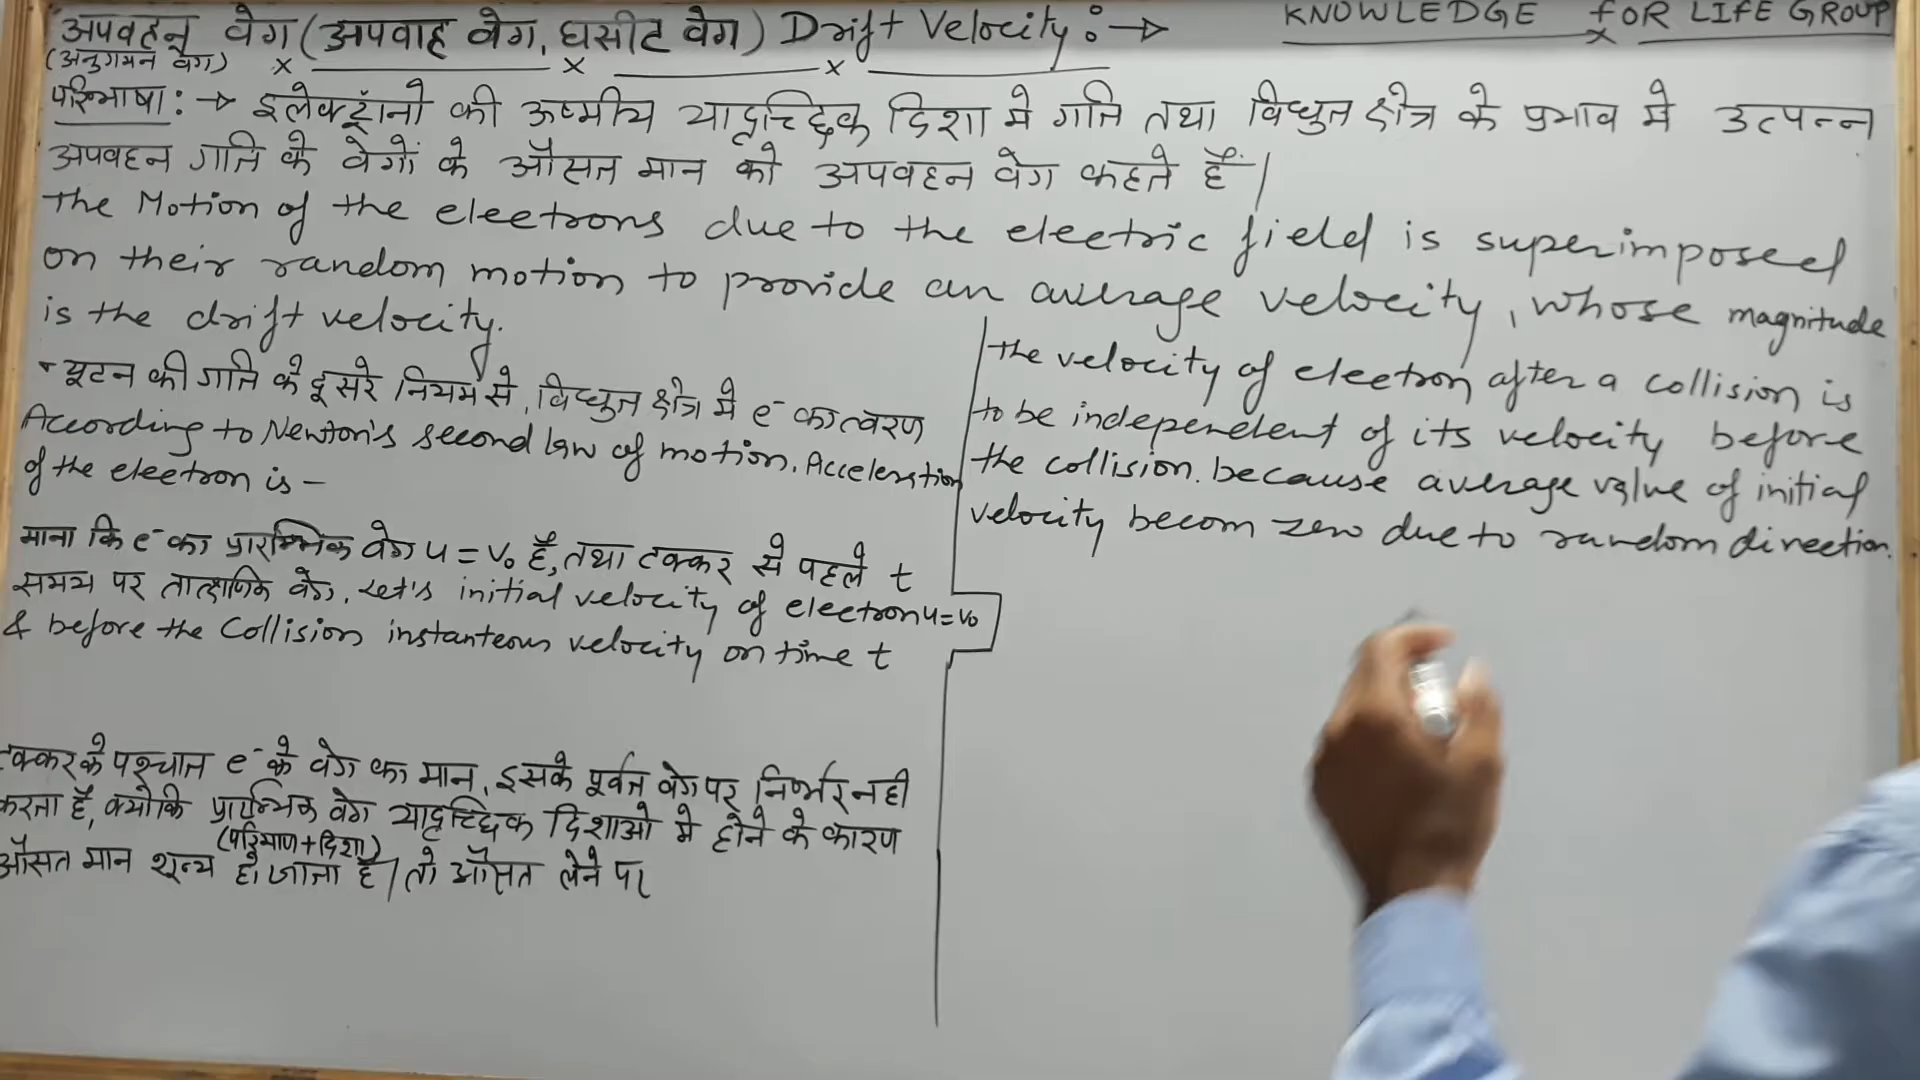 अपवहन वेग (अपवाह वेग, घसीट वेग) Drift Velocity :→
KNOWLEDGE FOR LIFE GROUP
(अनुगमन वेग)
परिभाषा :→ इलेक्ट्रॉनो की ऊष्मीय यादृच्छिक दिशा मे गति तथा विधुत क्षेत्र के प्रभाव मे उत्पन्न
अपवहन गति के वेगों के औसत मान को अपवहन वेग कहते हैं।
The Motion of the electrons due to the electric field is superimposed
on their random motion to provide an average velocity, whose magnitude
is the drift velocity.
न्यूटन की गति के दूसरे नियम से, विधुत क्षेत्र मे e⁻ का त्वरण
According to Newton's second law of motion. Acceleration
of the electron is –
माना कि e⁻ का प्रारम्भिक वेग u = v₀ है, तथा टक्कर से पहले t
समय पर तात्क्षणिक वेग. Let's initial velocity of electron u = v₀
& before the Collision instanteous velocity on time t
टक्कर के पश्चात e⁻ के वेग का मान, इसके पूर्वत वेग पर निर्भर नही
करता है, क्योकि प्रारम्भिक वेग यादृच्छिक दिशाओ मे होने के कारण
(परिमाण+दिशा)
औसत मान शून्य हो जाता है। तो औसत लेने पर
the velocity of electron after a collision is
to be independent of its velocity before
the collision. because average value of initial
velocity becom zero due to random direction.